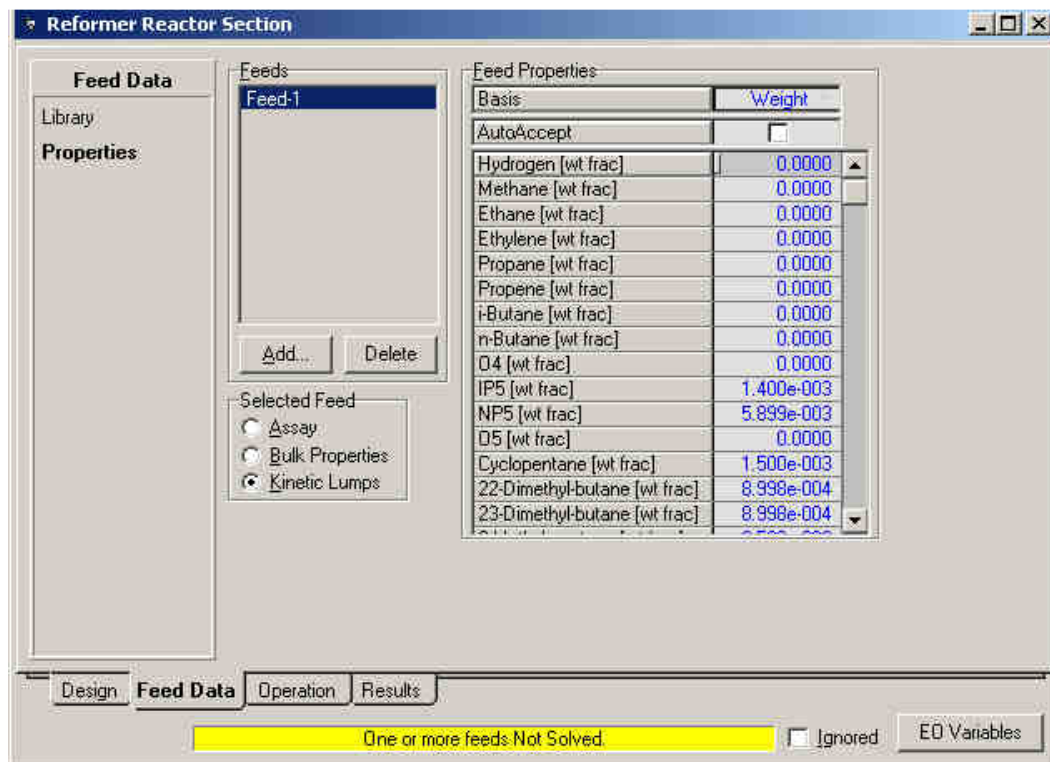 Reformer Reactor Section
Feed Data
Library
Properties
Feeds
Feed-1
Add...
Delete
Selected Feed
Assay
Bulk Properties
Kinetic Lumps
Feed Properties
Basis Weight
AutoAccept
Hydrogen [wt frac] 0.0000
Methane [wt frac] 0.0000
Ethane [wt frac] 0.0000
Ethylene [wt frac] 0.0000
Propane [wt frac] 0.0000
Propene [wt frac] 0.0000
i-Butane [wt frac] 0.0000
n-Butane [wt frac] 0.0000
O4 [wt frac] 0.0000
IP5 [wt frac] 1.400e-003
NP5 [wt frac] 5.899e-003
O5 [wt frac] 0.0000
Cyclopentane [wt frac] 1.500e-003
22-Dimethyl-butane [wt frac] 8.998e-004
23-Dimethyl-butane [wt frac] 8.998e-004
Design Feed Data Operation Results
One or more feeds Not Solved. Ignored EO Variables